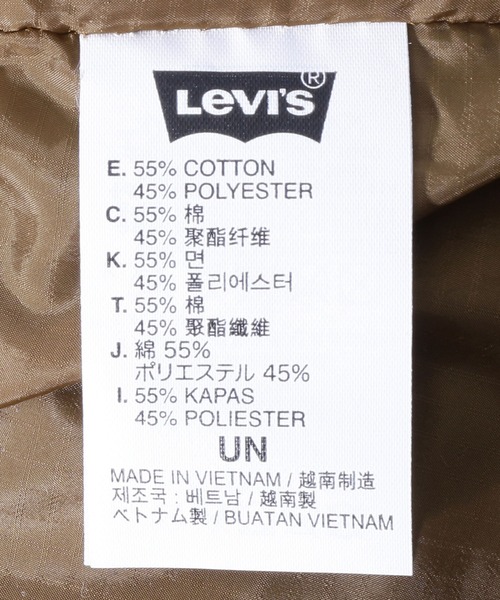 LEVI'S®
E. 55% COTTON
45% POLYESTER
C. 55% 棉
45% 聚酯纤维
K. 55% 면
45% 폴리에스터
T. 55% 棉
45% 聚酯纖維
J. 綿 55%
ポリエステル 45%
I. 55% KAPAS
45% POLIESTER
UN
MADE IN VIETNAM / 越南制造
제조국 : 베트남 / 越南製
ベトナム製 / BUATAN VIETNAM